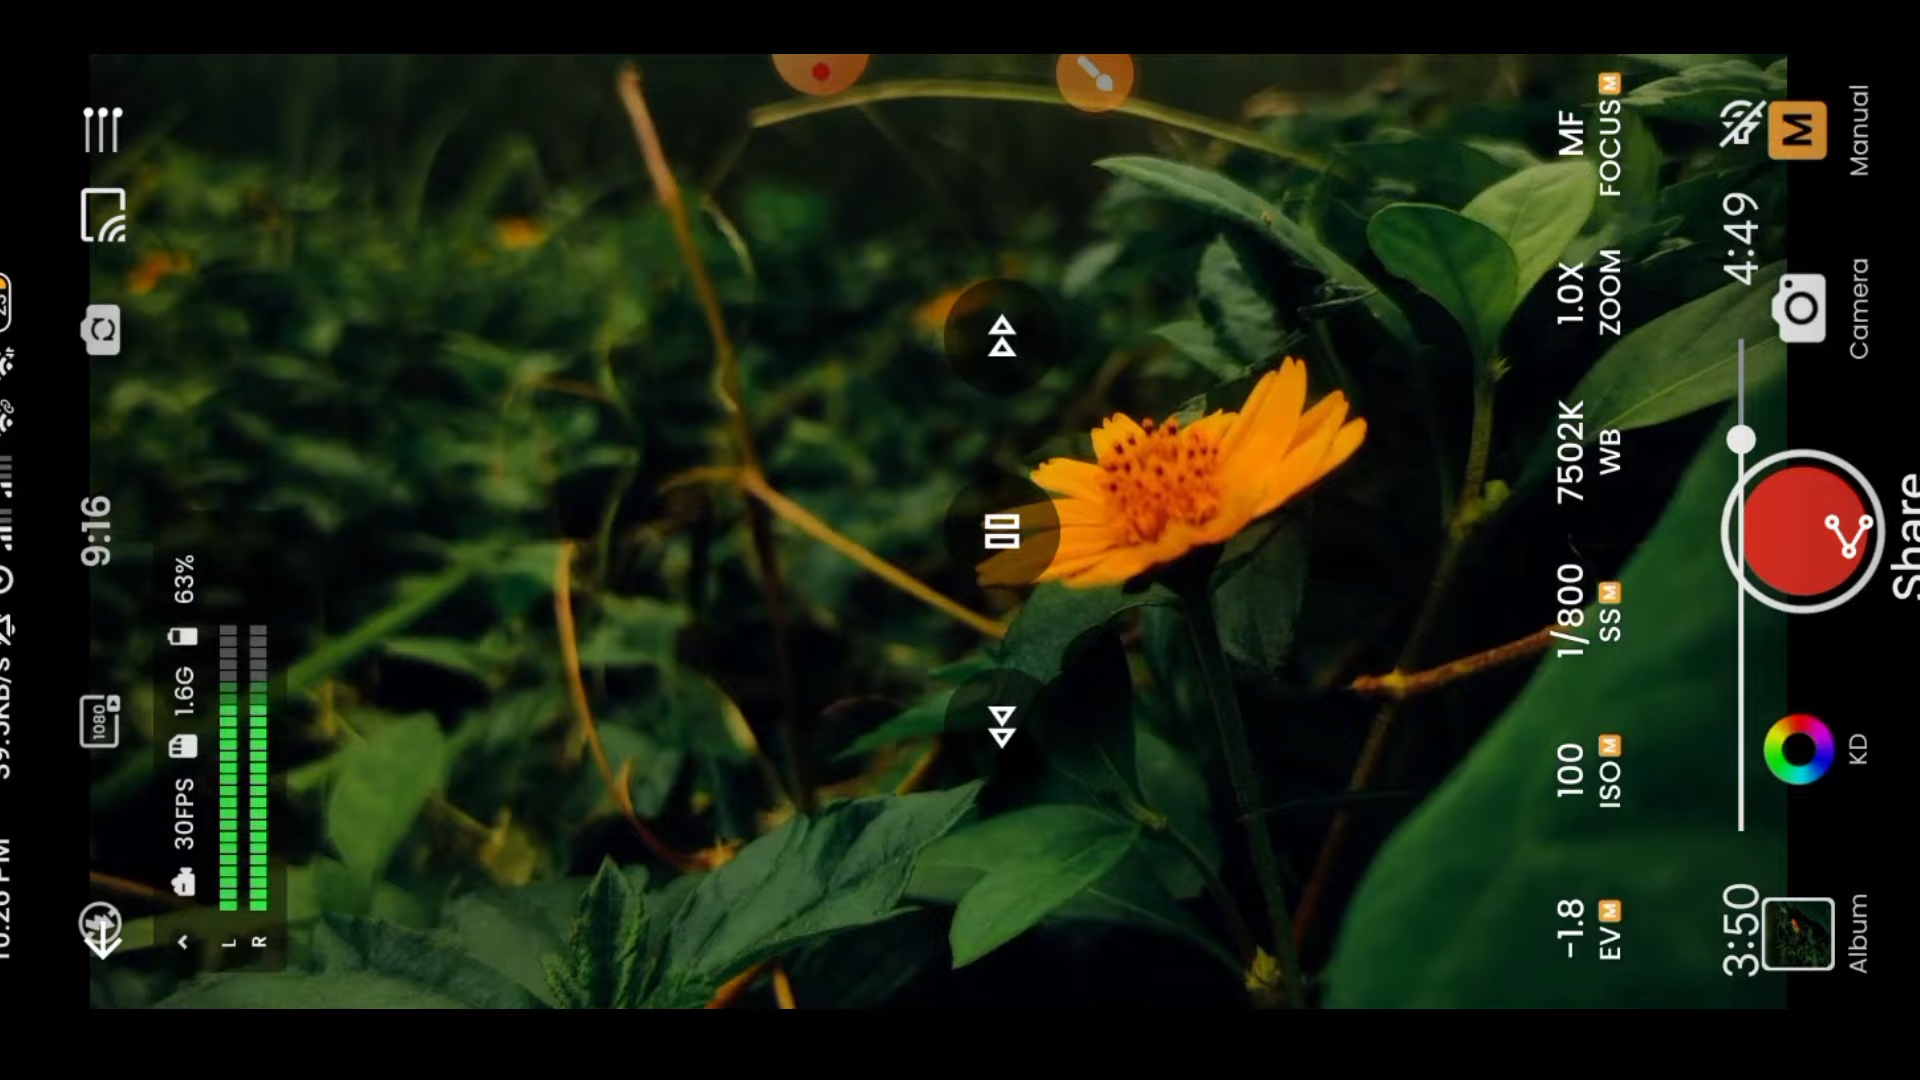 MF
FOCUS M
1.0X
ZOOM
7502K
WB
1/800
SS M
100
ISO M
-1.8
EV M
9:16
1080
63%
1.6G
30FPS
L
R
4:49
3:50
M
Manual
Camera
KD
Album
Share